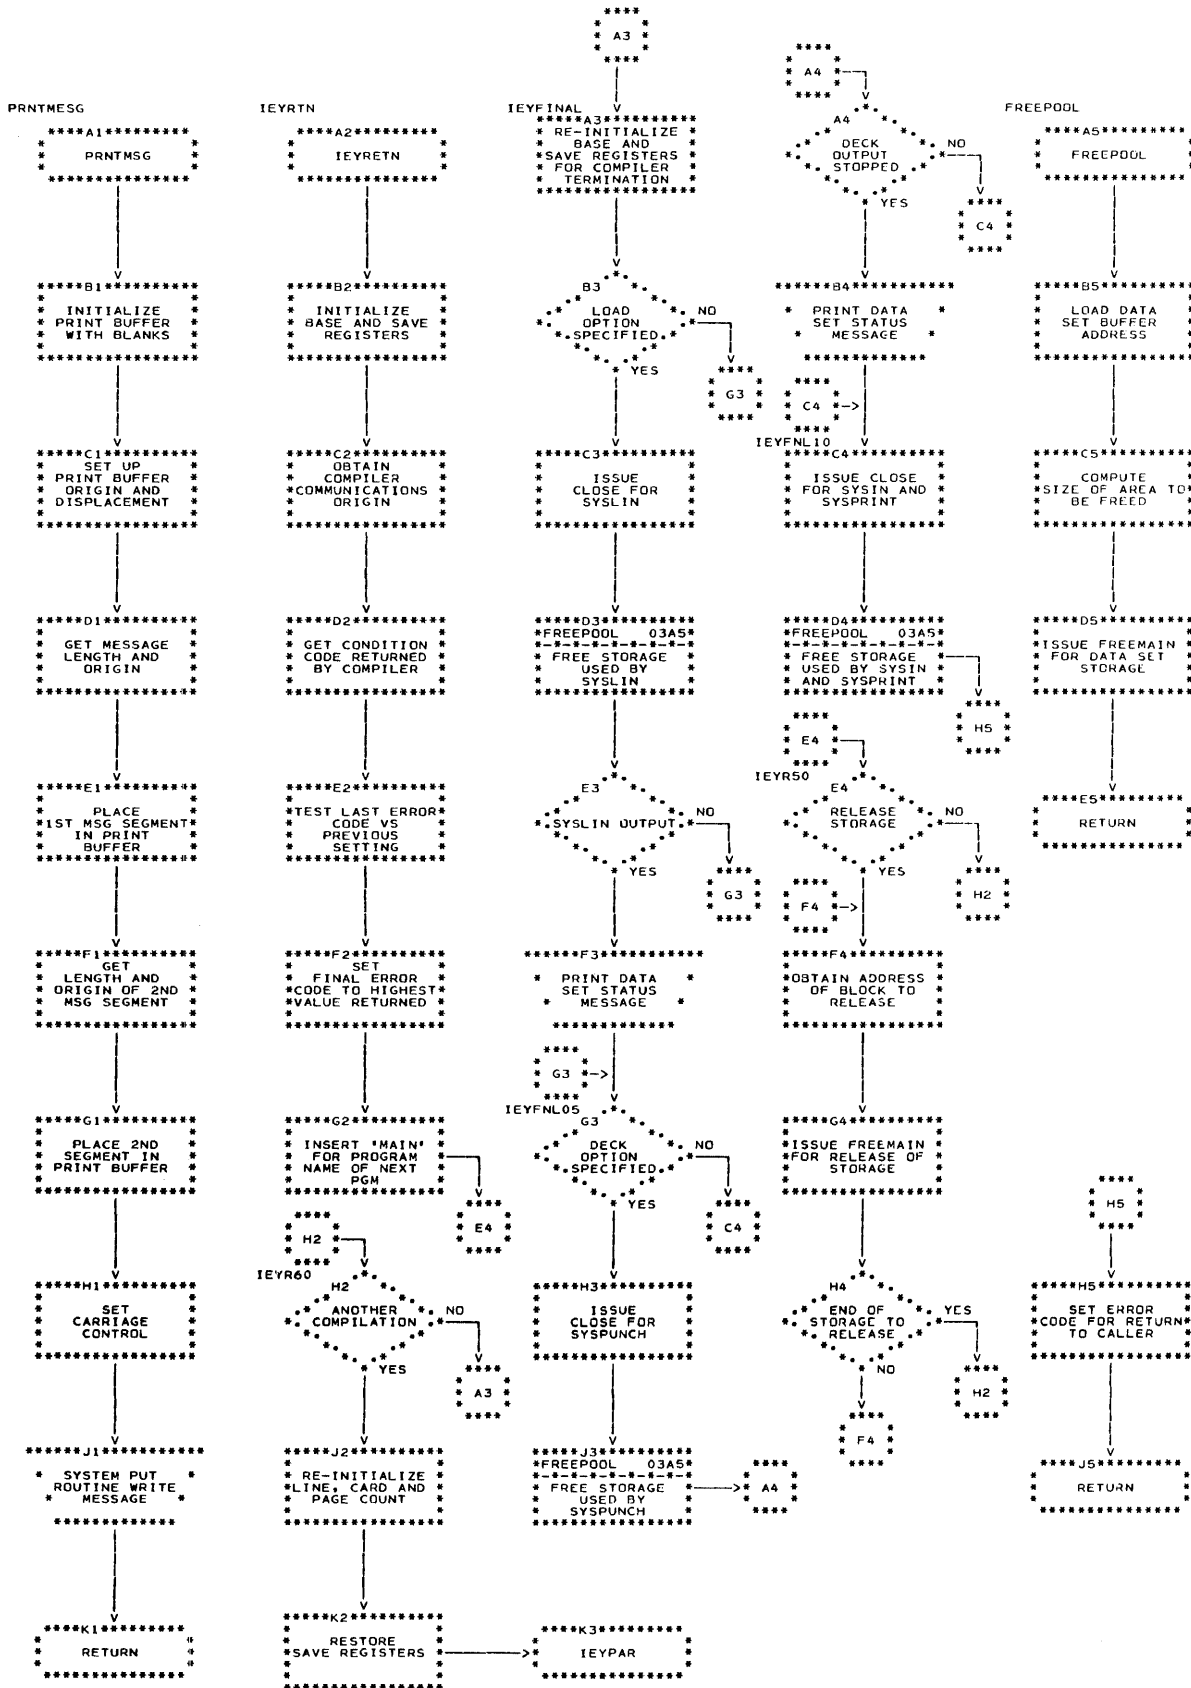 PRNTMESG
A1
PRNTMSG
B1
INITIALIZE
PRINT BUFFER
WITH BLANKS
C1
SET UP
PRINT BUFFER
ORIGIN AND
DISPLACEMENT
D1
GET MESSAGE
LENGTH AND
ORIGIN
E1
PLACE
1ST MSG SEGMENT
IN PRINT
BUFFER
F1
GET
LENGTH AND
ORIGIN OF 2ND
MSG SEGMENT
G1
PLACE 2ND
SEGMENT IN
PRINT BUFFER
H1
SET
CARRIAGE
CONTROL
J1
SYSTEM PUT
ROUTINE WRITE
MESSAGE
K1
RETURN
IEYRTN
A2
IEYRETN
B2
INITIALIZE
BASE AND SAVE
REGISTERS
C2
OBTAIN
COMPILER
COMMUNICATIONS
ORIGIN
D2
GET CONDITION
CODE RETURNED
BY COMPILER
E2
TEST LAST ERROR
CODE VS
PREVIOUS
SETTING
F2
SET
FINAL ERROR
CODE TO HIGHEST
VALUE RETURNED
G2
INSERT 'MAIN'
FOR PROGRAM
NAME OF NEXT
PGM
E4
H2
IEYR60
H2
ANOTHER
COMPILATION
NO
YES
A3
J2
RE-INITIALIZE
LINE, CARD AND
PAGE COUNT
K2
RESTORE
SAVE REGISTERS
K3
IEYPAR
A3
IEYFINAL
A3
RE-INITIALIZE
BASE AND
SAVE REGISTERS
FOR COMPILER
TERMINATION
B3
LOAD
OPTION
SPECIFIED
NO
YES
G3
C3
ISSUE
CLOSE FOR
SYSLIN
D3
FREEPOOL 03A5
FREE STORAGE
USED BY
SYSLIN
E3
SYSLIN OUTPUT
NO
YES
G3
F3
PRINT DATA
SET STATUS
MESSAGE
G3
IEYFNL05
G3
DECK
OPTION
SPECIFIED
NO
YES
C4
H3
ISSUE
CLOSE FOR
SYSPUNCH
J3
FREEPOOL 03A5
FREE STORAGE
USED BY
SYSPUNCH
A4
A4
A4
DECK
OUTPUT
STOPPED
NO
YES
C4
B4
PRINT DATA
SET STATUS
MESSAGE
C4
IEYFNL10
C4
ISSUE CLOSE
FOR SYSIN AND
SYSPRINT
D4
FREEPOOL 03A5
FREE STORAGE
USED BY SYSIN
AND SYSPRINT
H5
E4
IEYR50
E4
RELEASE
STORAGE
NO
YES
H2
F4
F4
OBTAIN ADDRESS
OF BLOCK TO
RELEASE
G4
ISSUE FREEMAIN
FOR RELEASE OF
STORAGE
H4
END OF
STORAGE TO
RELEASE
YES
NO
H2
F4
FREEPOOL
A5
FREEPOOL
B5
LOAD DATA
SET BUFFER
ADDRESS
C5
COMPUTE
SIZE OF AREA TO
BE FREED
D5
ISSUE FREEMAIN
FOR DATA SET
STORAGE
E5
RETURN
H5
H5
SET ERROR
CODE FOR RETURN
TO CALLER
J5
RETURN